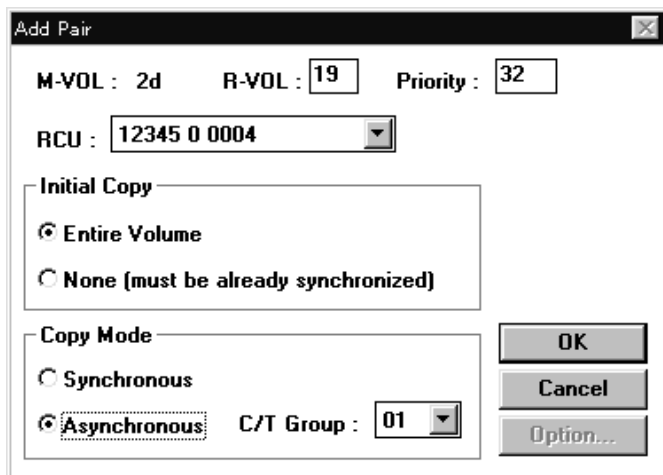 Add Pair
M-VOL : 2d R-VOL : 19 Priority : 32
RCU : 12345 0 0004
Initial Copy
Entire Volume
None (must be already synchronized)
Copy Mode
Synchronous
Asynchronous C/T Group : 01
OK
Cancel
Option...